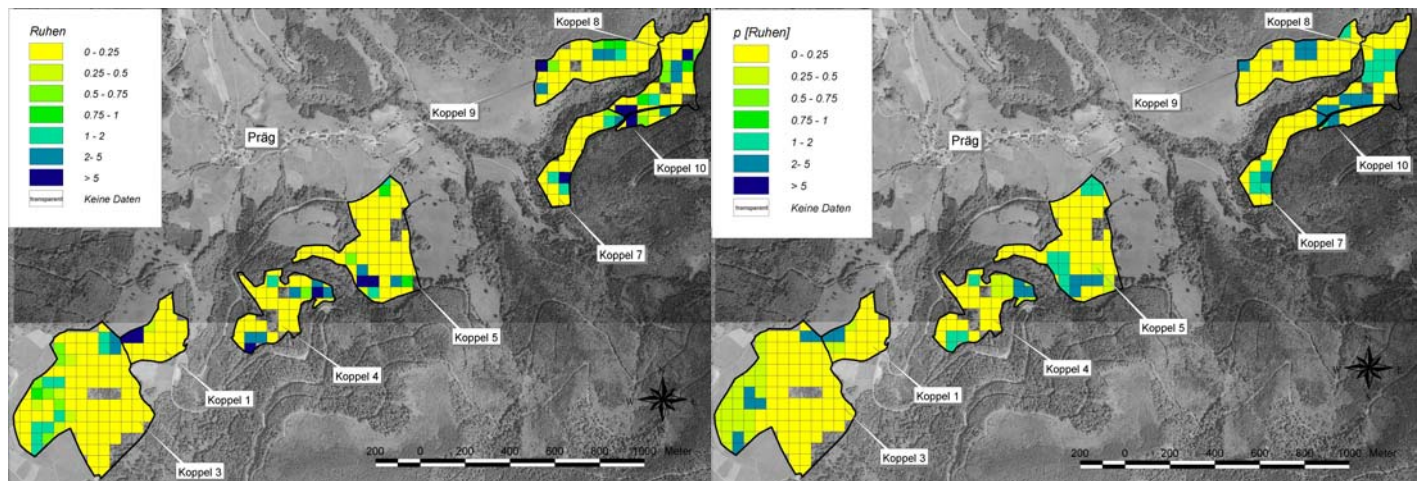 Ruhen
0 - 0.25
0.25 - 0.5
0.5 - 0.75
0.75 - 1
1 - 2
2- 5
> 5
transparent
Keine Daten
Koppel 8
Koppel 9
Präg
Koppel 10
Koppel 7
Koppel 5
Koppel 4
Koppel 1
Koppel 3
200 0 200 400 600 800 1000 Meter
p [Ruhen]
0 - 0.25
0.25 - 0.5
0.5 - 0.75
0.75 - 1
1 - 2
2- 5
> 5
transparent
Keine Daten
Koppel 8
Koppel 9
Präg
Koppel 10
Koppel 7
Koppel 5
Koppel 4
Koppel 1
Koppel 3
200 0 200 400 600 800 1000 Meter